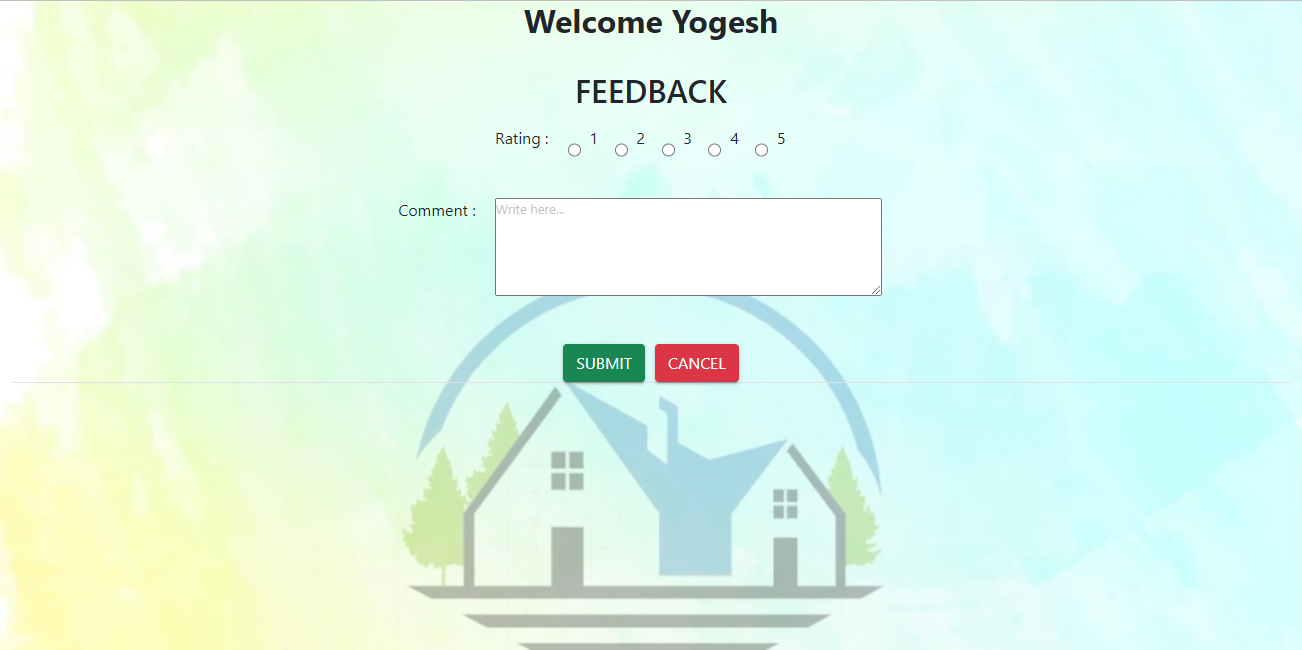 Welcome Yogesh
FEEDBACK
Rating : 1 2 3 4 5
Comment : Write here...
SUBMIT CANCEL